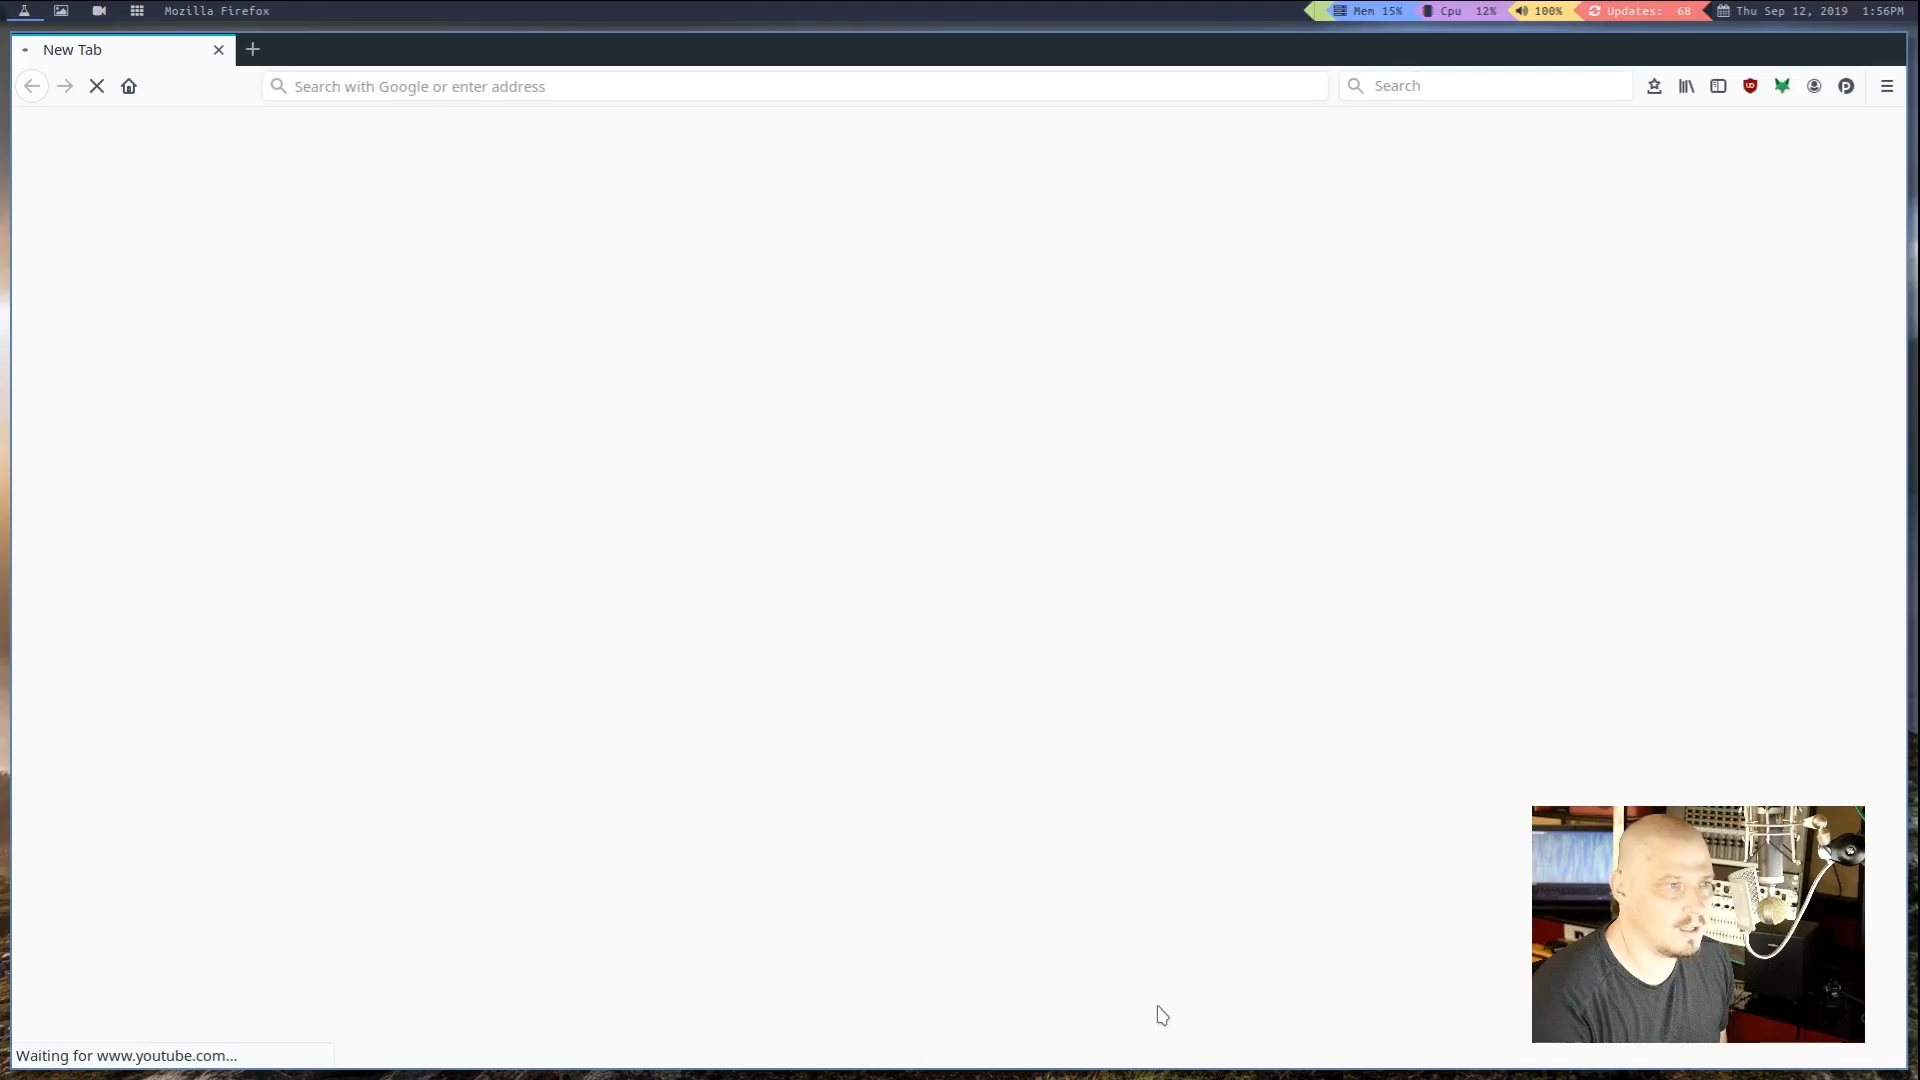 Mozilla Firefox
Mem 15% Cpu 12% 100% Updates: 68 Thu Sep 12, 2019 1:56PM
New Tab
Search with Google or enter address
Search
Waiting for www.youtube.com...